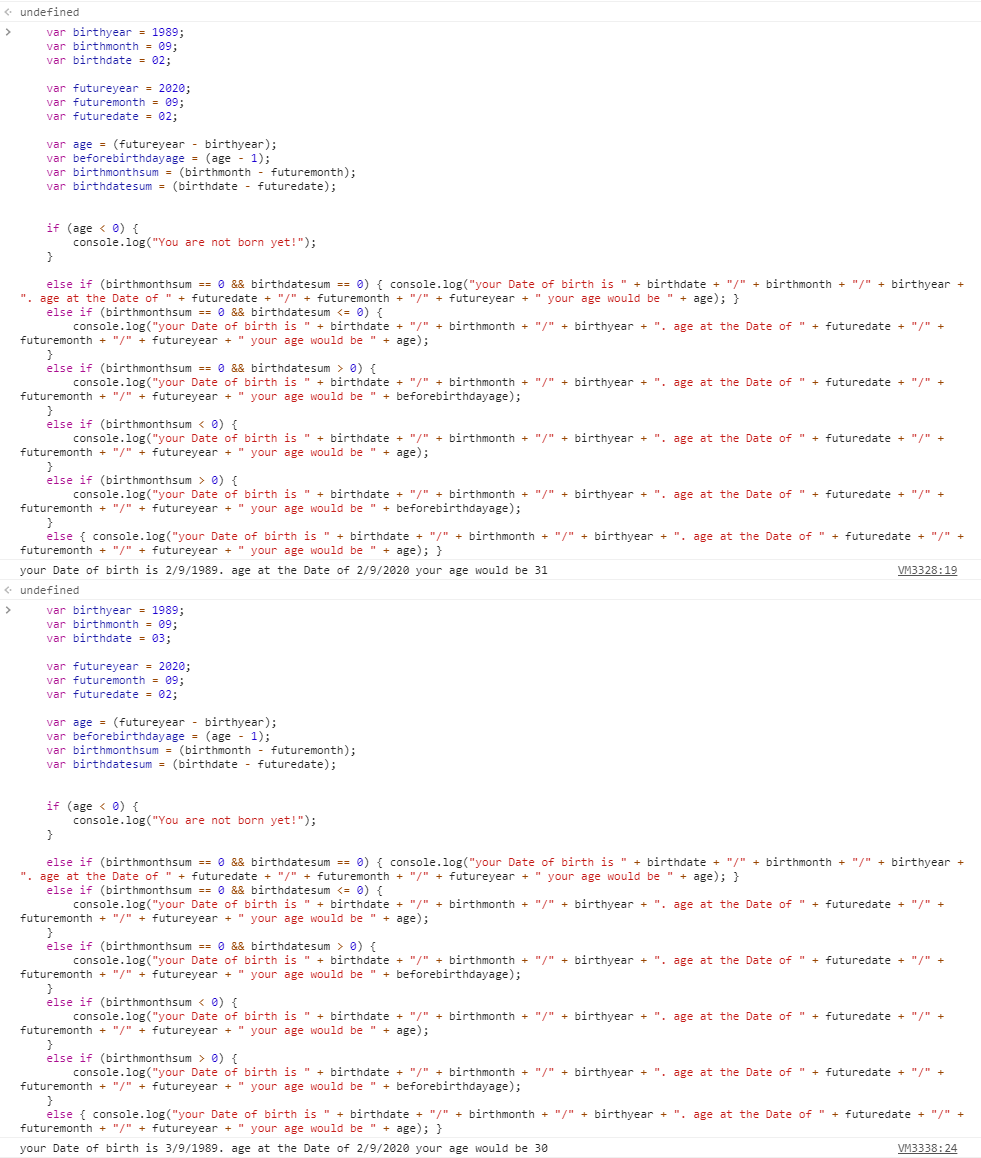 undefined
var birthyear = 1989;
var birthmonth = 09;
var birthdate = 02;
var futureyear = 2020;
var futuremonth = 09;
var futuredate = 02;
var age = (futureyear - birthyear);
var beforebirthdayage = (age - 1);
var birthmonthsum = (birthmonth - futuremonth);
var birthdatesum = (birthdate - futuredate);
if (age < 0) {
console.log("You are not born yet!");
}
else if (birthmonthsum == 0 && birthdatesum == 0) { console.log("your Date of birth is " + birthdate + "/" + birthmonth + "/" + birthyear +
". age at the Date of " + futuredate + "/" + futuremonth + "/" + futureyear + " your age would be " + age); }
else if (birthmonthsum == 0 && birthdatesum <= 0) {
console.log("your Date of birth is " + birthdate + "/" + birthmonth + "/" + birthyear + ". age at the Date of " + futuredate + "/" +
futuremonth + "/" + futureyear + " your age would be " + age);
}
else if (birthmonthsum == 0 && birthdatesum > 0) {
console.log("your Date of birth is " + birthdate + "/" + birthmonth + "/" + birthyear + ". age at the Date of " + futuredate + "/" +
futuremonth + "/" + futureyear + " your age would be " + beforebirthdayage);
}
else if (birthmonthsum < 0) {
console.log("your Date of birth is " + birthdate + "/" + birthmonth + "/" + birthyear + ". age at the Date of " + futuredate + "/" +
futuremonth + "/" + futureyear + " your age would be " + age);
}
else if (birthmonthsum > 0) {
console.log("your Date of birth is " + birthdate + "/" + birthmonth + "/" + birthyear + ". age at the Date of " + futuredate + "/" +
futuremonth + "/" + futureyear + " your age would be " + beforebirthdayage);
}
else { console.log("your Date of birth is " + birthdate + "/" + birthmonth + "/" + birthyear + ". age at the Date of " + futuredate + "/" +
futuremonth + "/" + futureyear + " your age would be " + age); }
your Date of birth is 2/9/1989. age at the Date of 2/9/2020 your age would be 31 VM3328:19
undefined
var birthyear = 1989;
var birthmonth = 09;
var birthdate = 03;
var futureyear = 2020;
var futuremonth = 09;
var futuredate = 02;
var age = (futureyear - birthyear);
var beforebirthdayage = (age - 1);
var birthmonthsum = (birthmonth - futuremonth);
var birthdatesum = (birthdate - futuredate);
if (age < 0) {
console.log("You are not born yet!");
}
else if (birthmonthsum == 0 && birthdatesum == 0) { console.log("your Date of birth is " + birthdate + "/" + birthmonth + "/" + birthyear +
". age at the Date of " + futuredate + "/" + futuremonth + "/" + futureyear + " your age would be " + age); }
else if (birthmonthsum == 0 && birthdatesum <= 0) {
console.log("your Date of birth is " + birthdate + "/" + birthmonth + "/" + birthyear + ". age at the Date of " + futuredate + "/" +
futuremonth + "/" + futureyear + " your age would be " + age);
}
else if (birthmonthsum == 0 && birthdatesum > 0) {
console.log("your Date of birth is " + birthdate + "/" + birthmonth + "/" + birthyear + ". age at the Date of " + futuredate + "/" +
futuremonth + "/" + futureyear + " your age would be " + beforebirthdayage);
}
else if (birthmonthsum < 0) {
console.log("your Date of birth is " + birthdate + "/" + birthmonth + "/" + birthyear + ". age at the Date of " + futuredate + "/" +
futuremonth + "/" + futureyear + " your age would be " + age);
}
else if (birthmonthsum > 0) {
console.log("your Date of birth is " + birthdate + "/" + birthmonth + "/" + birthyear + ". age at the Date of " + futuredate + "/" +
futuremonth + "/" + futureyear + " your age would be " + beforebirthdayage);
}
else { console.log("your Date of birth is " + birthdate + "/" + birthmonth + "/" + birthyear + ". age at the Date of " + futuredate + "/" +
futuremonth + "/" + futureyear + " your age would be " + age); }
your Date of birth is 3/9/1989. age at the Date of 2/9/2020 your age would be 30 VM3338:24